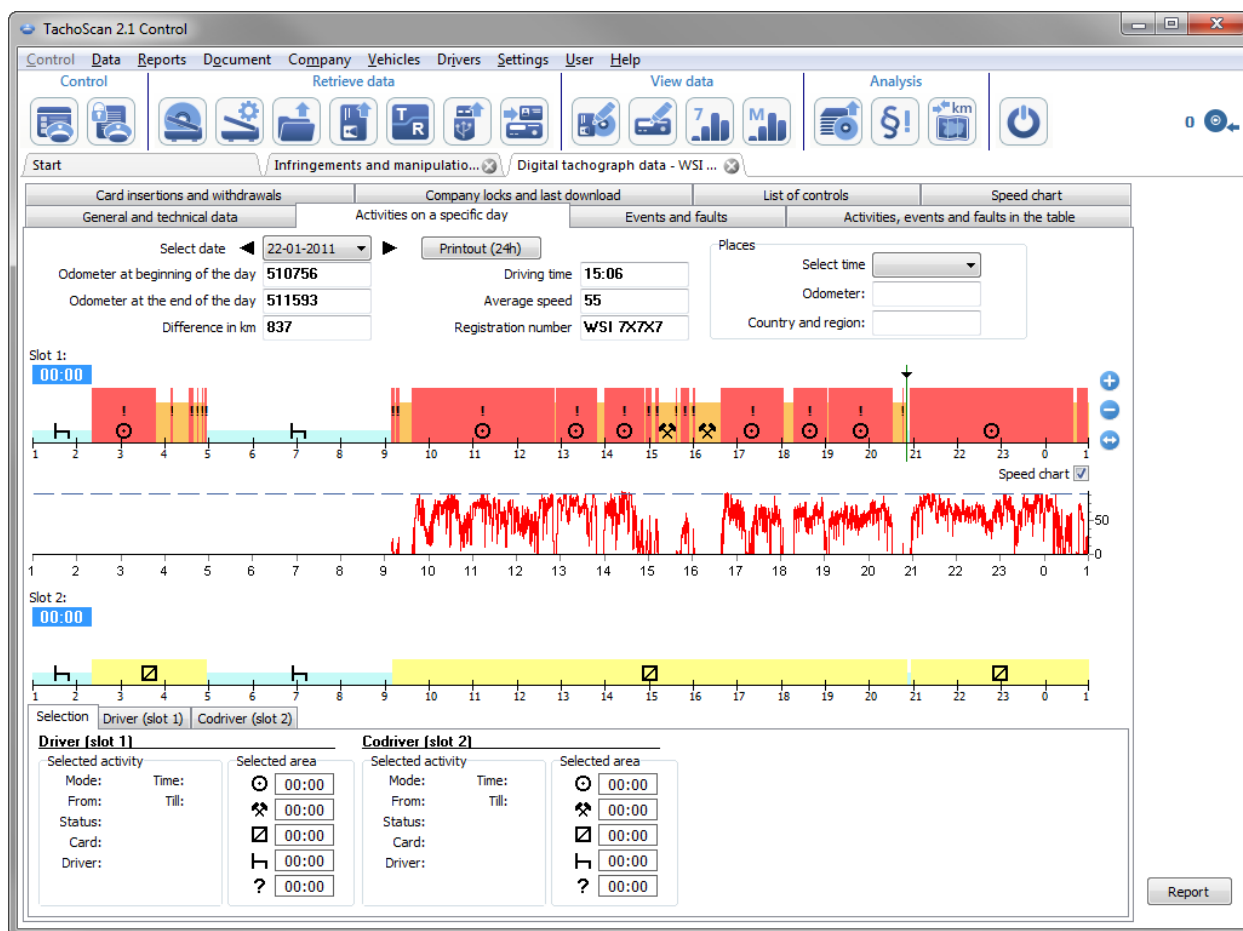 TachoScan 2.1 Control
Control Data Reports Document Company Vehicles Drivers Settings User Help
Control Retrieve data View data Analysis
T R 7 M §! km 0
Start Infringements and manipulatio... Digital tachograph data - WSI ...
Card insertions and withdrawals Company locks and last download List of controls Speed chart
General and technical data Activities on a specific day Events and faults Activities, events and faults in the table
Select date 22-01-2011 Printout (24h) Places
Select time
Odometer at beginning of the day 510756 Driving time 15:06
Odometer:
Odometer at the end of the day 511593 Average speed 55
Country and region:
Difference in km 837 Registration number WSI 7X7X7
Slot 1:
00:00
! ! ! ! ! ! ! ! ! ! ! ! ! ! ! ! ! ! ! !
1 2 3 4 5 6 7 8 9 10 11 12 13 14 15 16 17 18 19 20 21 22 23 0 1
Speed chart
50
0
1 2 3 4 5 6 7 8 9 10 11 12 13 14 15 16 17 18 19 20 21 22 23 0 1
Slot 2:
00:00
1 2 3 4 5 6 7 8 9 10 11 12 13 14 15 16 17 18 19 20 21 22 23 0 1
Selection Driver (slot 1) Codriver (slot 2)
Driver (slot 1) Codriver (slot 2)
Selected activity Selected area Selected activity Selected area
Mode: Time: 00:00 Mode: Time: 00:00
From: Till: 00:00 From: Till: 00:00
Status: 00:00 Status: 00:00
Card: 00:00 Card: 00:00
Driver: ? 00:00 Driver: ? 00:00
Report